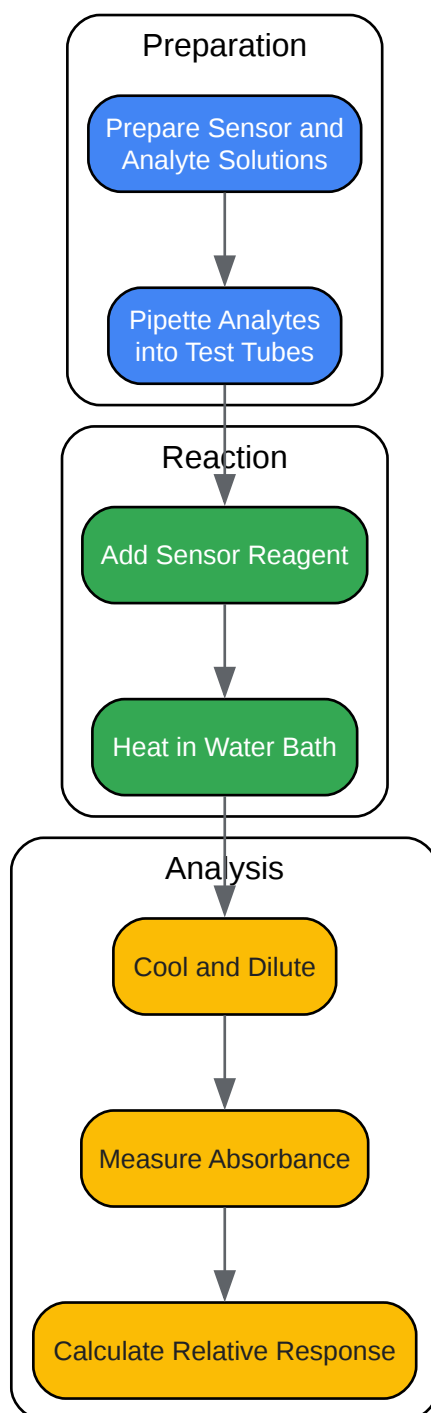 Preparation
Prepare Sensor and
Analyte Solutions
Pipette Analytes
into Test Tubes
Reaction
Add Sensor Reagent
Heat in Water Bath
Analysis
Cool and Dilute
Measure Absorbance
Calculate Relative Response